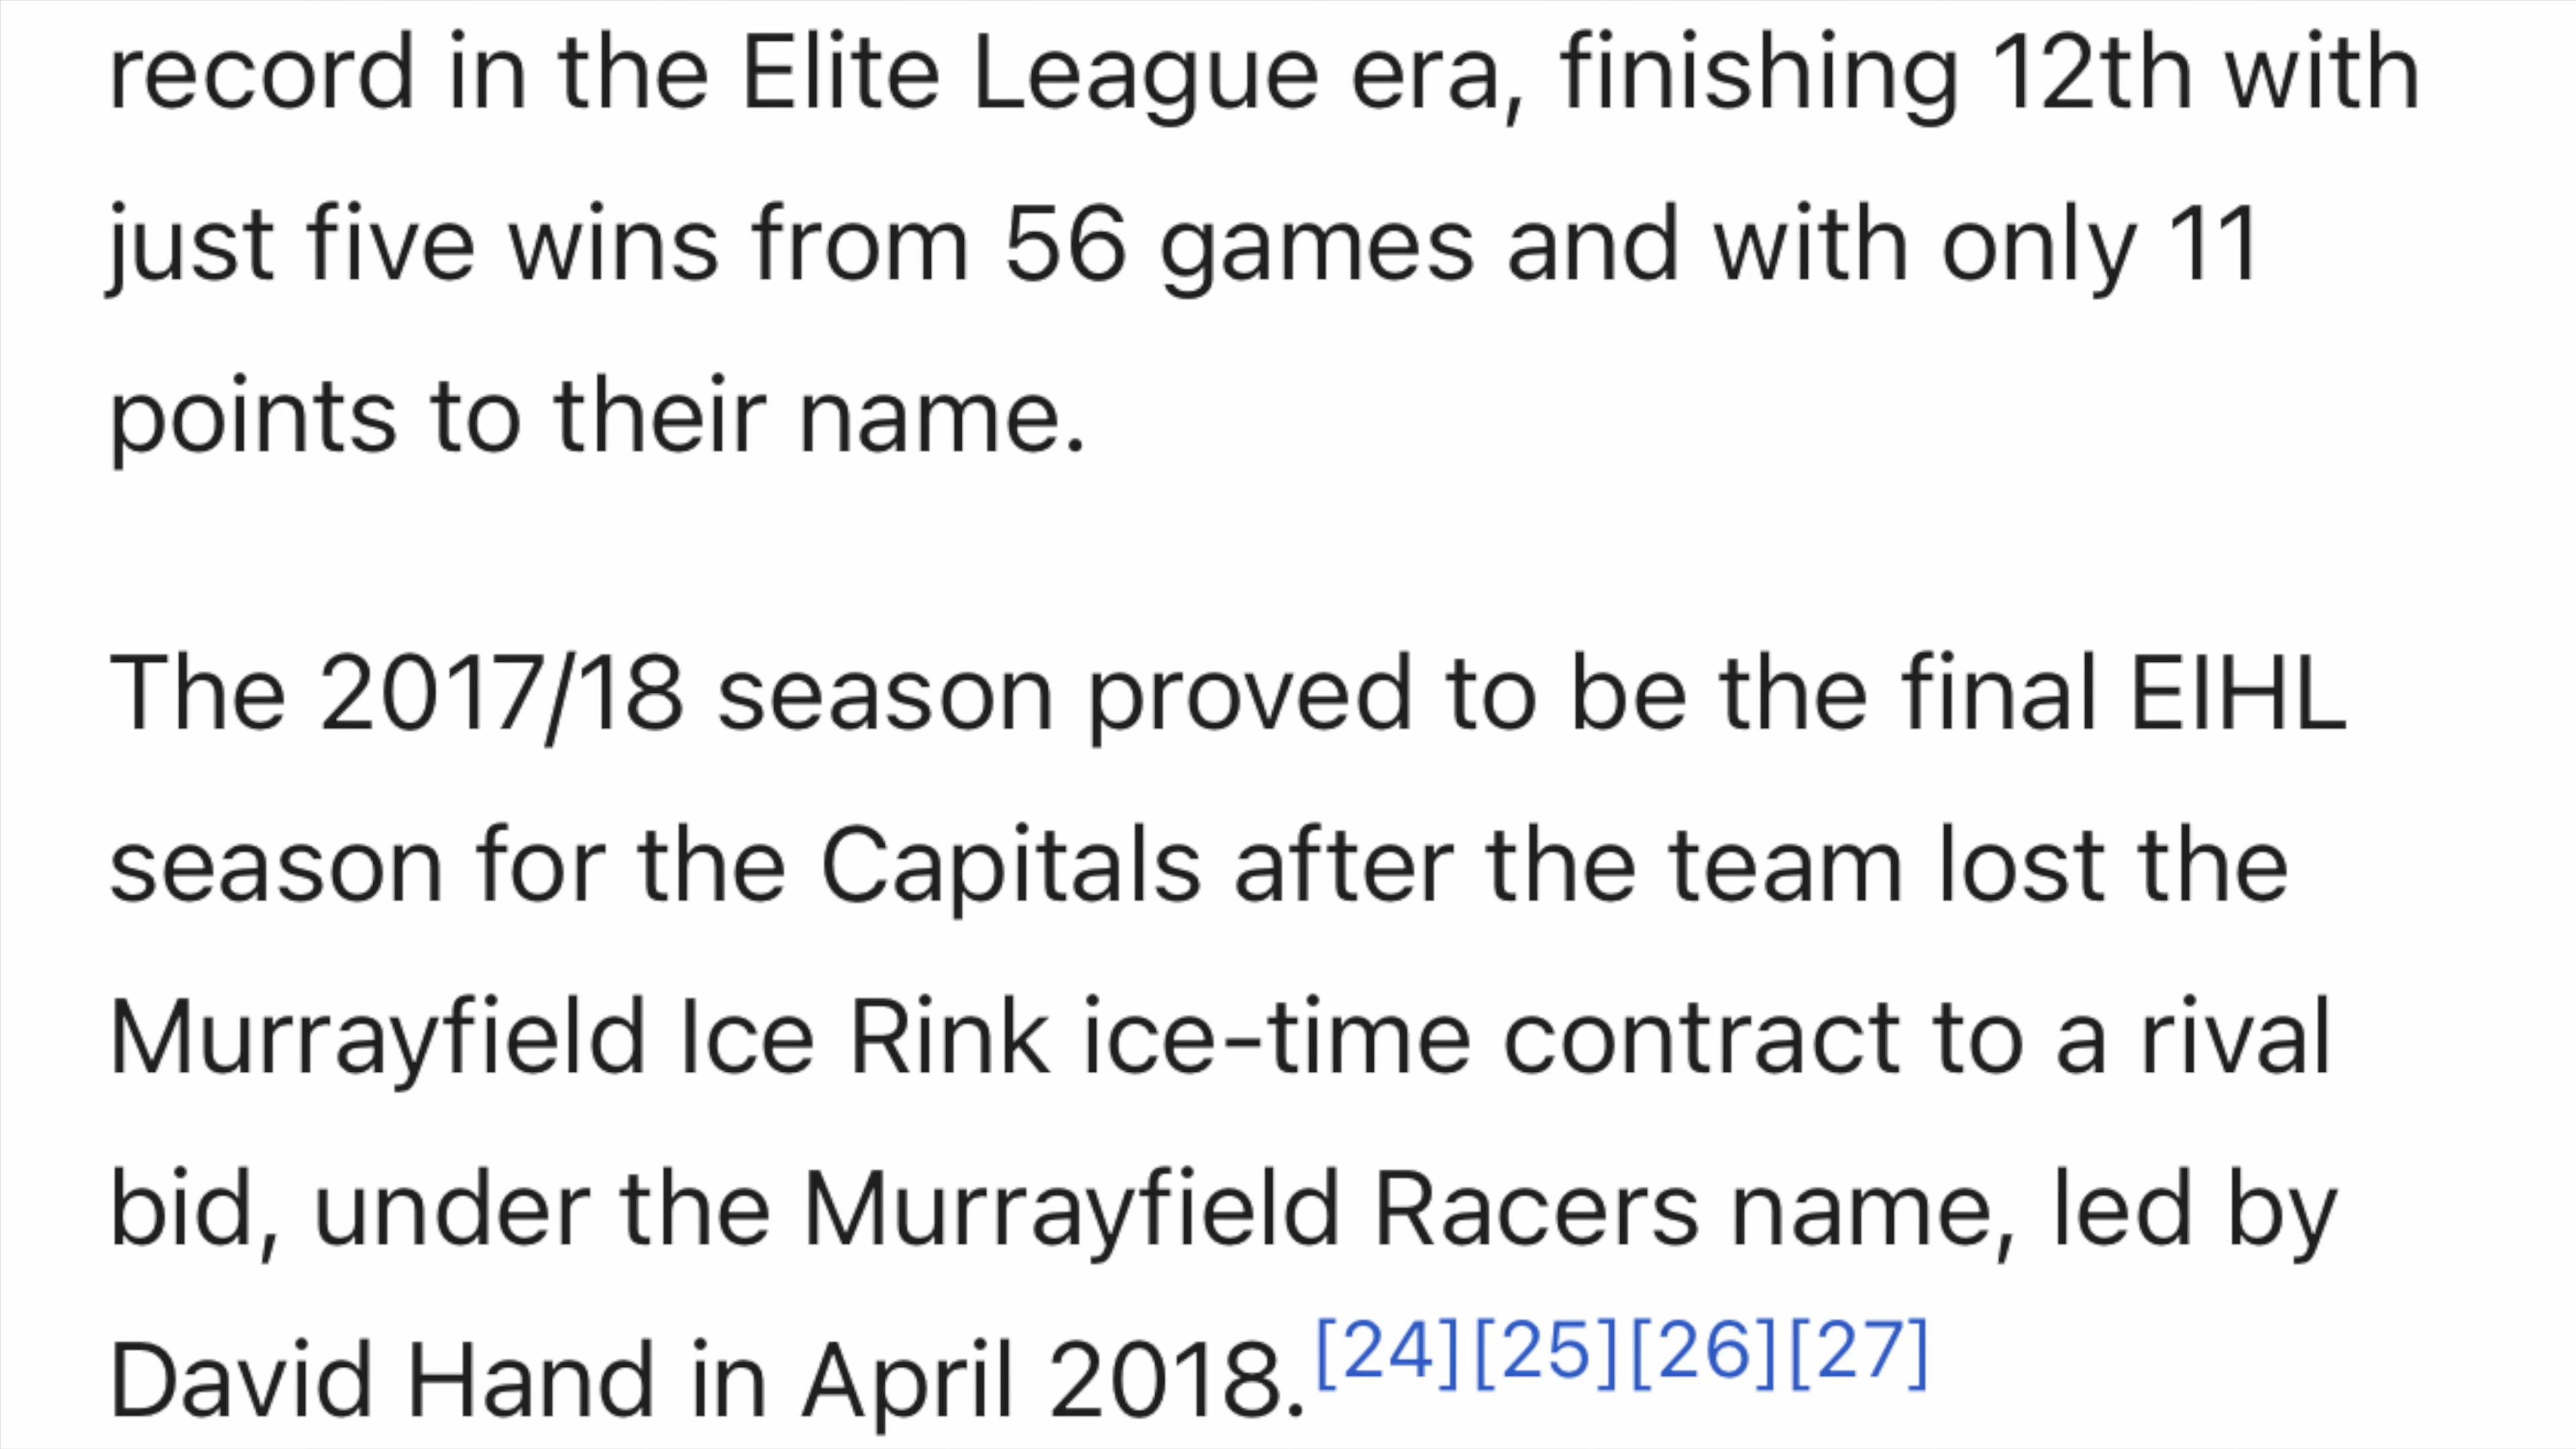 record in the Elite League era, finishing 12th with
just five wins from 56 games and with only 11
points to their name.
The 2017/18 season proved to be the final EIHL
season for the Capitals after the team lost the
Murrayfield Ice Rink ice-time contract to a rival
bid, under the Murrayfield Racers name, led by
David Hand in April 2018.[24][25][26][27]